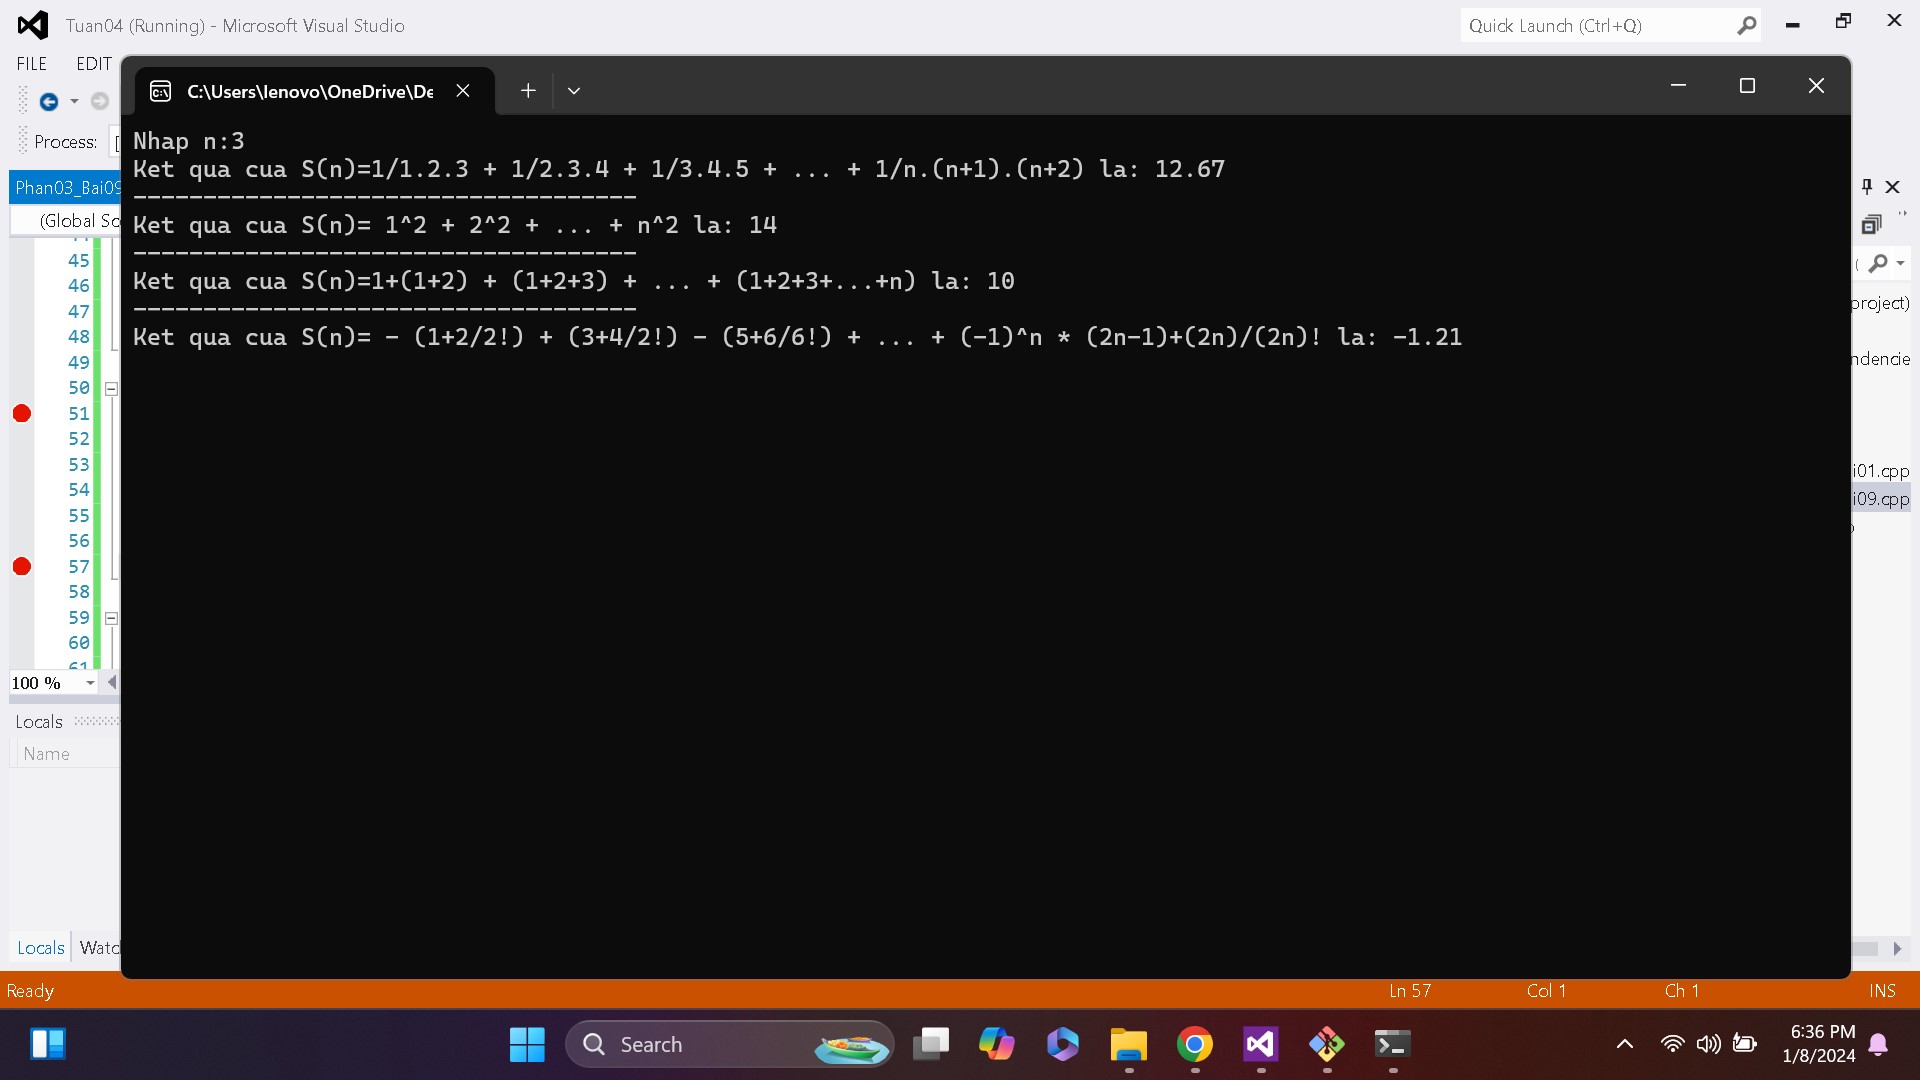 Tuan04 (Running) - Microsoft Visual Studio
Quick Launch (Ctrl+Q)
FILE EDIT
C:\Users\lenovo\OneDrive\De
Process:
Nhap n:3
Ket qua cua S(n)=1/1.2.3 + 1/2.3.4 + 1/3.4.5 + ... + 1/n.(n+1).(n+2) la: 12.67
------------------------------------
Ket qua cua S(n)= 1^2 + 2^2 + ... + n^2 la: 14
------------------------------------
Ket qua cua S(n)=1+(1+2) + (1+2+3) + ... + (1+2+3+...+n) la: 10
------------------------------------
Ket qua cua S(n)= - (1+2/2!) + (3+4/2!) - (5+6/6!) + ... + (-1)^n * (2n-1)+(2n)/(2n)! la: -1.21
Phan03_Bai09
(Global Sc
45
46
47
48
49
50
51
52
53
54
55
56
57
58
59
60
61
100 %
project)
ndencie
i01.cpp
i09.cpp
Locals
Name
Locals Watc
Ready
Ln 57 Col 1 Ch 1 INS
Search
6:36 PM
1/8/2024